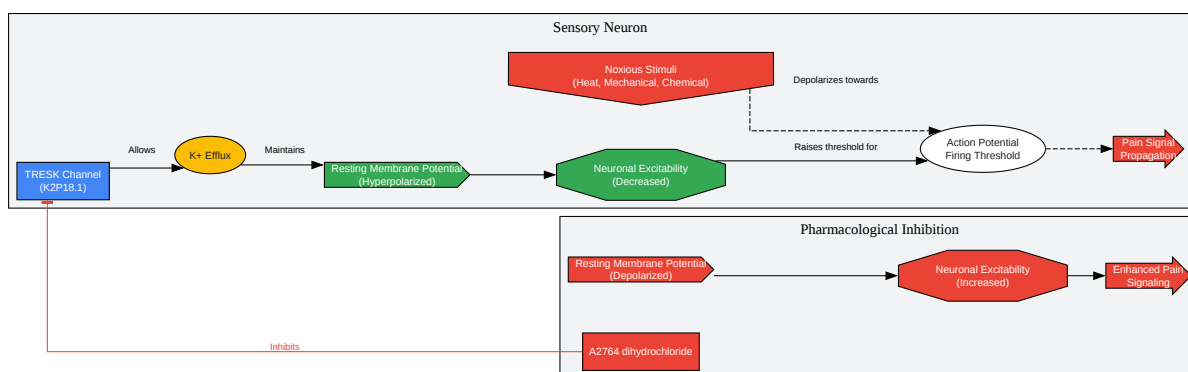 Sensory Neuron
Noxious Stimuli
(Heat, Mechanical, Chemical)
Depolarizes towards
Allows
K+ Efflux
Maintains
Raises threshold for
Action Potential
Firing Threshold
Pain Signal
Propagation
TRESK Channel
(K2P18.1)
Resting Membrane Potential
(Hyperpolarized)
Neuronal Excitability
(Decreased)
Pharmacological Inhibition
Resting Membrane Potential
(Depolarized)
Neuronal Excitability
(Increased)
Enhanced Pain
Signaling
Inhibits
A2764 dihydrochloride